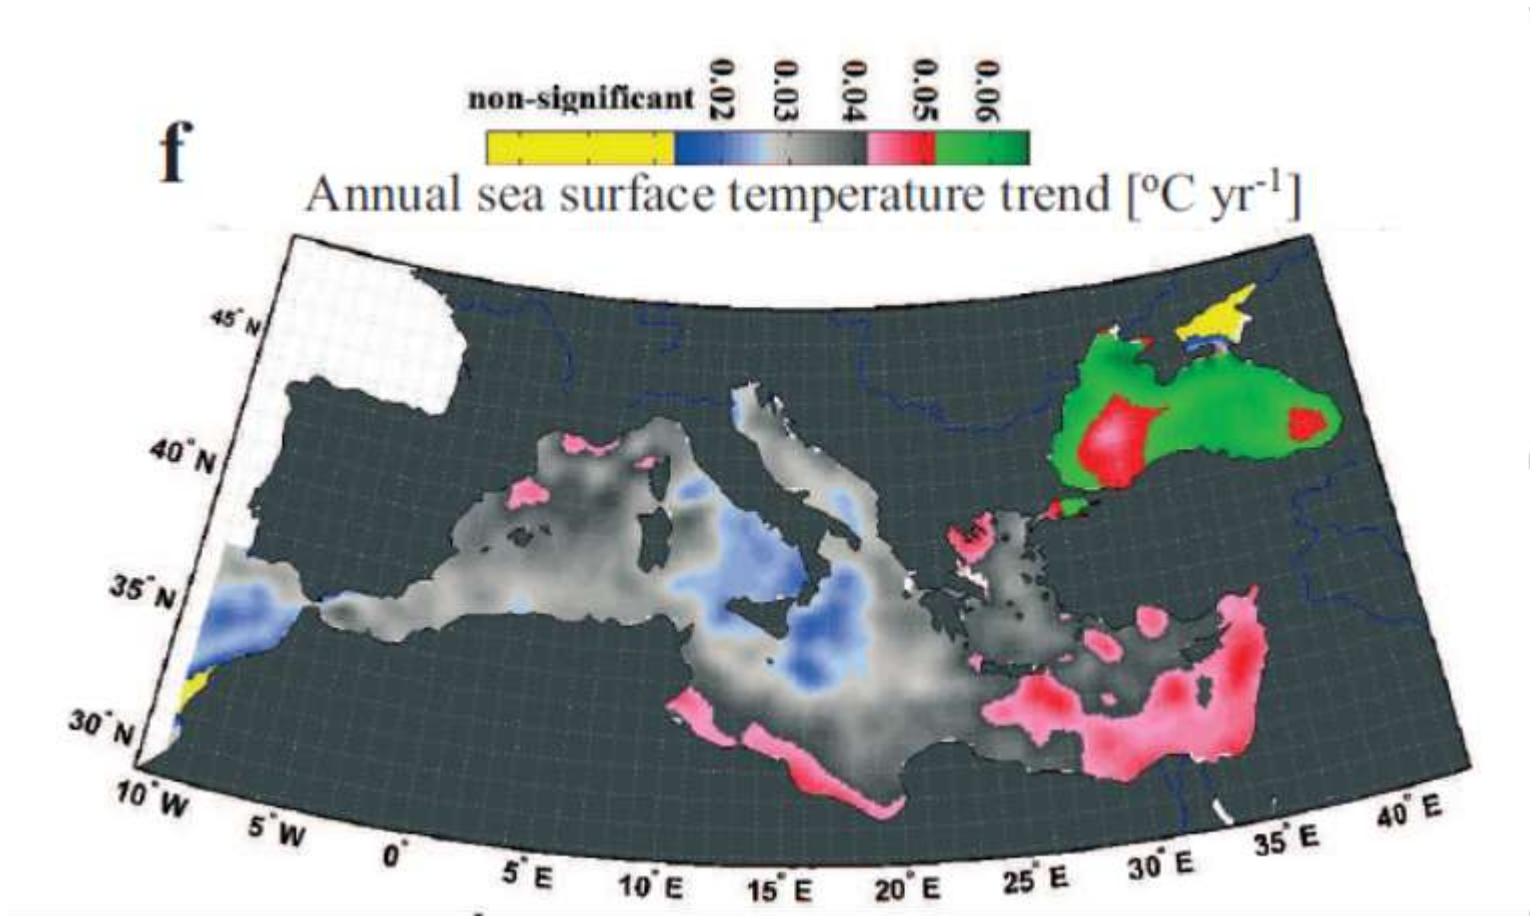 non-significant 0.02 0.03 0.04 0.05 0.06
f
Annual sea surface temperature trend [ºC yr-1]
45° N
40° N
35° N
30° N
10° W
5° W
0°
5° E
10° E
15° E
20° E
25° E
30° E
35° E
40° E